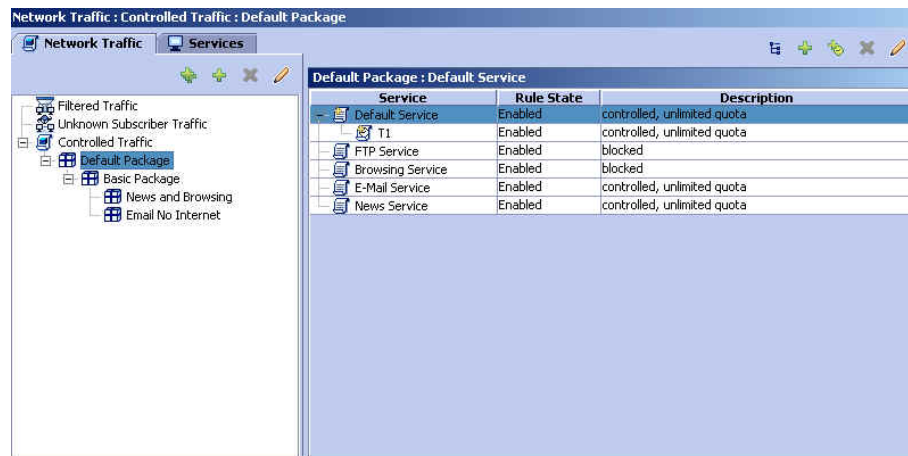 Network Traffic : Controlled Traffic : Default Package
Network Traffic
Services
Filtered Traffic
Unknown Subscriber Traffic
Controlled Traffic
Default Package
Basic Package
News and Browsing
Email No Internet
Default Package : Default Service
Service Rule State Description
Default Service Enabled controlled, unlimited quota
T1 Enabled controlled, unlimited quota
FTP Service Enabled blocked
Browsing Service Enabled blocked
E-Mail Service Enabled controlled, unlimited quota
News Service Enabled controlled, unlimited quota